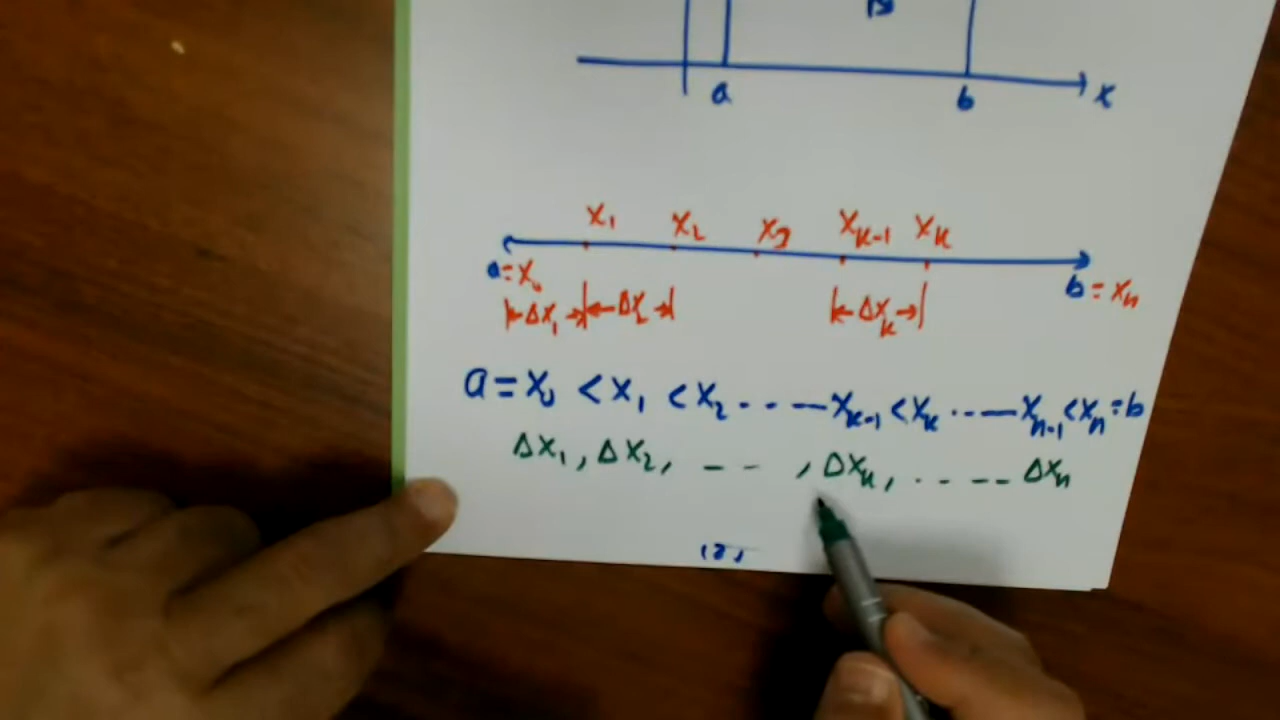 a b x
x₁ x₂ x₃ xₖ₋₁ xₖ
a = x₀ b = xₙ
Δx₁ Δx₂ Δxₖ
a = x₀ < x₁ < x₂ . . . — xₖ₋₁ < xₖ . . . — xₙ₋₁ < xₙ = b
Δx₁, Δx₂, - - - , Δxₖ, . . . - - Δxₙ
(2)